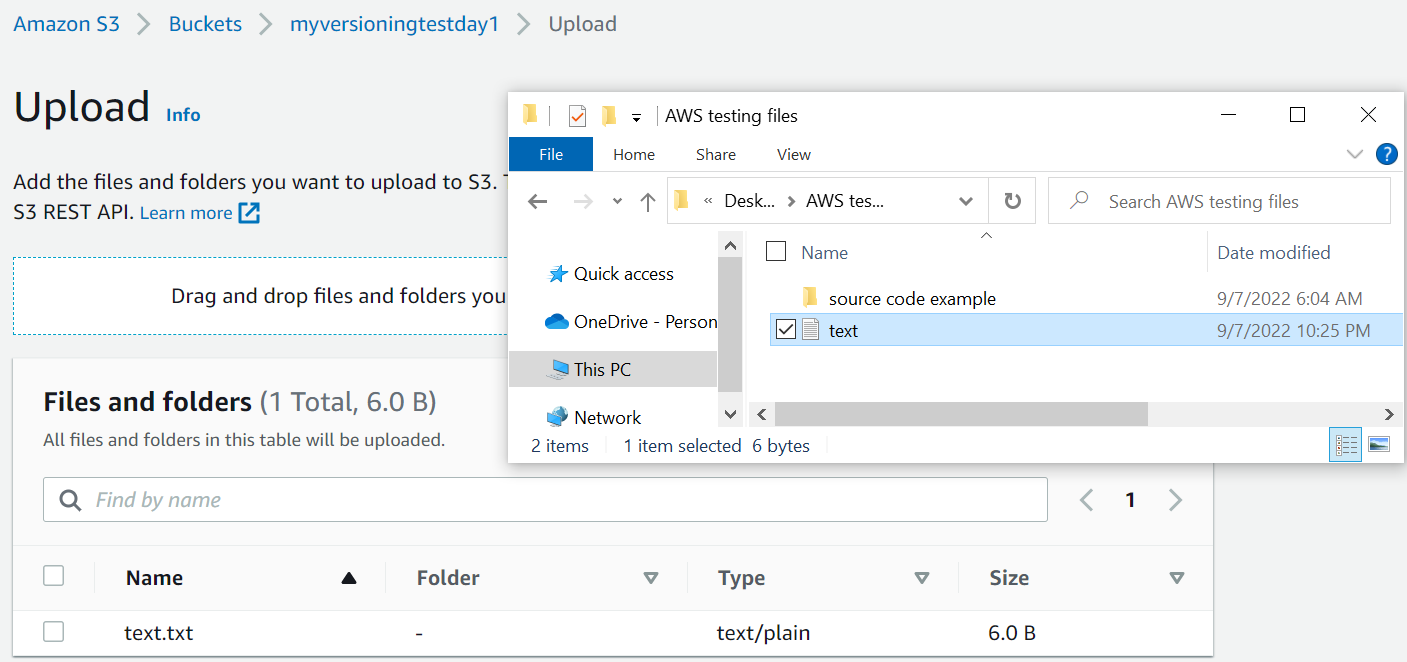 Amazon S3 > Buckets > myversioningtestday1 > Upload
Upload Info
Add the files and folders you want to upload to S3.
S3 REST API. Learn more
Drag and drop files and folders you
Files and folders (1 Total, 6.0 B)
All files and folders in this table will be uploaded.
Find by name
1
Name Folder Type Size
text.txt - text/plain 6.0 B
AWS testing files
File Home Share View
?
« Desk... > AWS tes...
Search AWS testing files
Quick access
OneDrive - Person
This PC
Network
Name Date modified
source code example 9/7/2022 6:04 AM
text 9/7/2022 10:25 PM
2 items 1 item selected 6 bytes